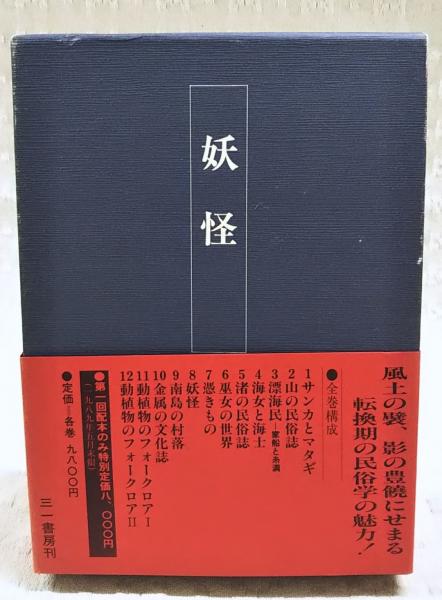 妖怪
風土の襞、影の豊饒にせまる
転換期の民俗学の魅力!
●全巻構成
1サンカとマタギ
2山の民俗誌
3漂海民―家船と糸満
4海女と海士
5渚の民俗誌
6巫女の世界
7憑きもの
8妖怪
9南島の村落
10金属の文化誌
11動植物のフォークロアI
12動植物のフォークロアII
●第一回配本のみ特別定価八、〇〇〇円
(一九八九年五月末日)
●定価=各巻 九八〇〇円
三一書房刊